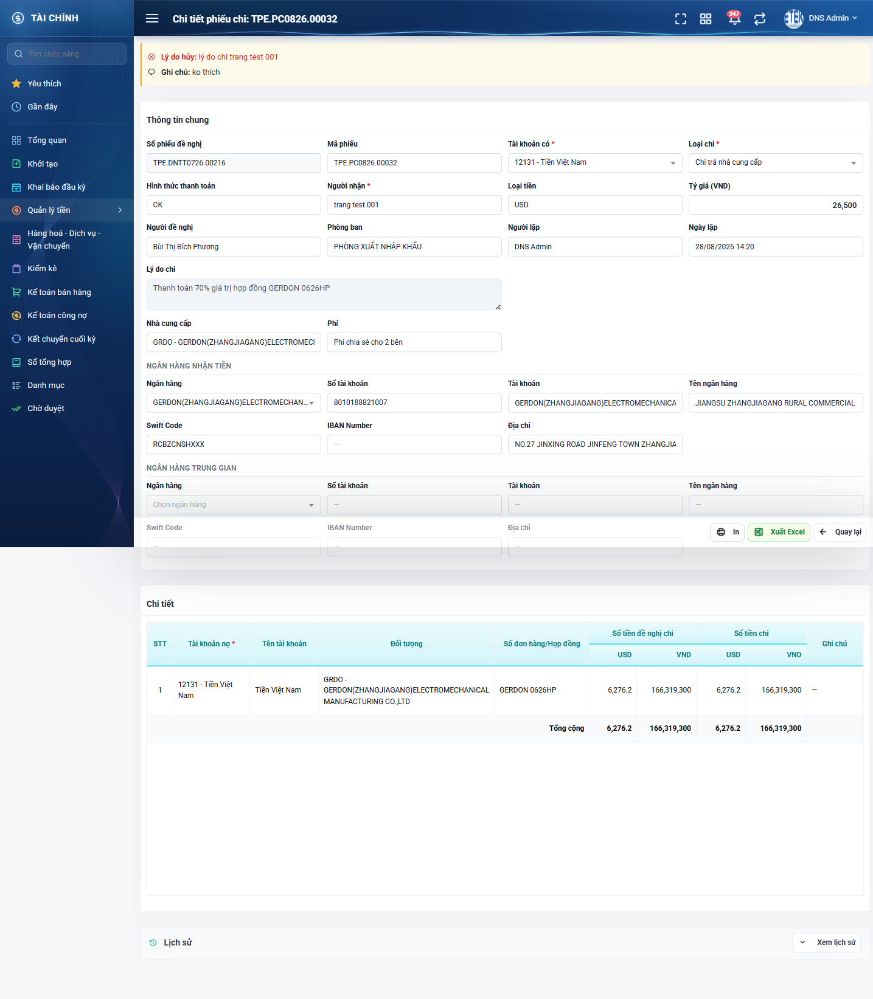 TÀI CHÍNH
Chi tiết phiếu chi: TPE.PC0826.00032
347
DNS Admin
Tìm chức năng...
Yêu thích
Gần đây
Tổng quan
Khởi tạo
Khai báo đầu kỳ
Quản lý tiền
Hàng hoá - Dịch vụ -
Vận chuyển
Kiểm kê
Kế toán bán hàng
Kế toán công nợ
Kết chuyển cuối kỳ
Sổ tổng hợp
Danh mục
Chờ duyệt
Lý do hủy: lý do chi trang test 001
Ghi chú: ko thích
Thông tin chung
Số phiếu đề nghị
Mã phiếu
Tài khoản có *
Loại chi *
TPE.DNTT0726.00216
TPE.PC0826.00032
12131 - Tiền Việt Nam
Chi trả nhà cung cấp
Hình thức thanh toán
Người nhận *
Loại tiền
Tỷ giá (VND)
CK
trang test 001
USD
26,500
Người đề nghị
Phòng ban
Người lập
Ngày lập
Bùi Thị Bích Phương
PHÒNG XUẤT NHẬP KHẨU
DNS Admin
28/08/2026 14:20
Lý do chi
Thanh toán 70% giá trị hợp đồng GERDON 0626HP
Nhà cung cấp
Phí
GRDO - GERDON(ZHANGJIAGANG)ELECTROMECH
Phí chia sẻ cho 2 bên
NGÂN HÀNG NHẬN TIỀN
Ngân hàng
Số tài khoản
Tài khoản
Tên ngân hàng
GERDON(ZHANGJIAGANG)ELECTROMECHAN...
8010188821007
GERDON(ZHANGJIAGANG)ELECTROMECHANICA
JIANGSU ZHANGJIAGANG RURAL COMMERCIAL
Swift Code
IBAN Number
Địa chỉ
RCBZCNSHXXX
—
NO.27 JINXING ROAD JINFENG TOWN ZHANGJIA
NGÂN HÀNG TRUNG GIAN
Ngân hàng
Số tài khoản
Tài khoản
Tên ngân hàng
Chọn ngân hàng
—
—
—
Swift Code
IBAN Number
Địa chỉ
—
—
—
In
Xuất Excel
Quay lại
Chi tiết
STT
Tài khoản nợ *
Tên tài khoản
Đối tượng
Số đơn hàng/Hợp đồng
Số tiền đề nghị chi
Số tiền chi
Ghi chú
USD
VND
USD
VND
1
12131 - Tiền Việt
Nam
Tiền Việt Nam
GRDO -
GERDON(ZHANGJIAGANG)ELECTROMECHANICAL
MANUFACTURING CO.,LTD
GERDON 0626HP
6,276.2
166,319,300
6,276.2
166,319,300
—
Tổng cộng
6,276.2
166,319,300
6,276.2
166,319,300
Lịch sử
Xem lịch sử